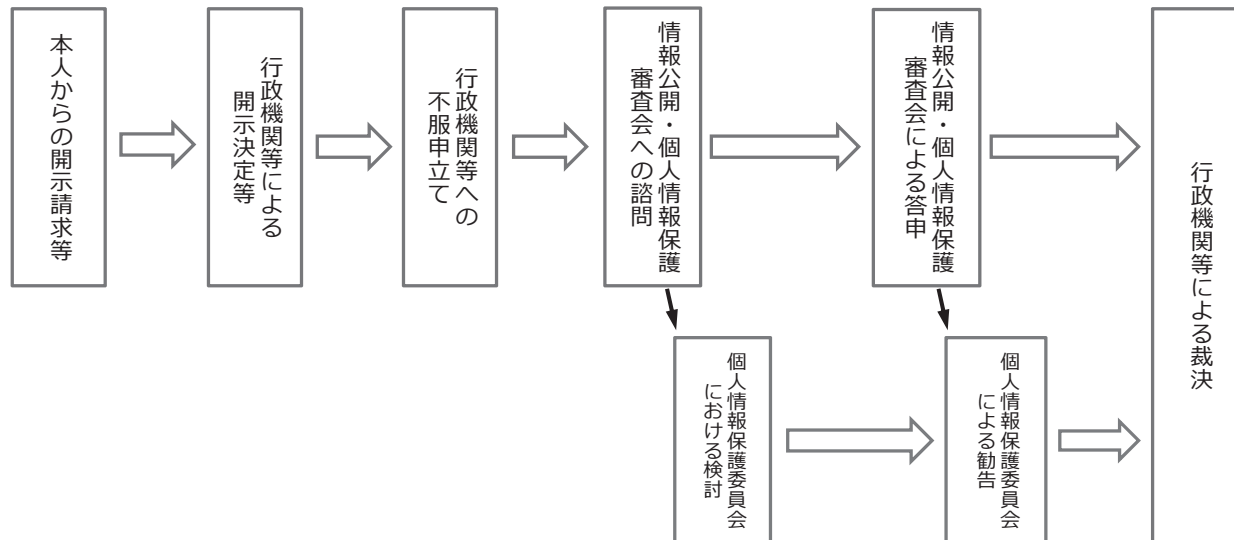 本人からの開示請求等
行政機関等による
開示決定等
行政機関等への
不服申立て
情報公開・個人情報保護
審査会への諮問
情報公開・個人情報保護
審査会による答申
行政機関等による裁決
個人情報保護委員会
における検討
個人情報保護委員会
による勧告